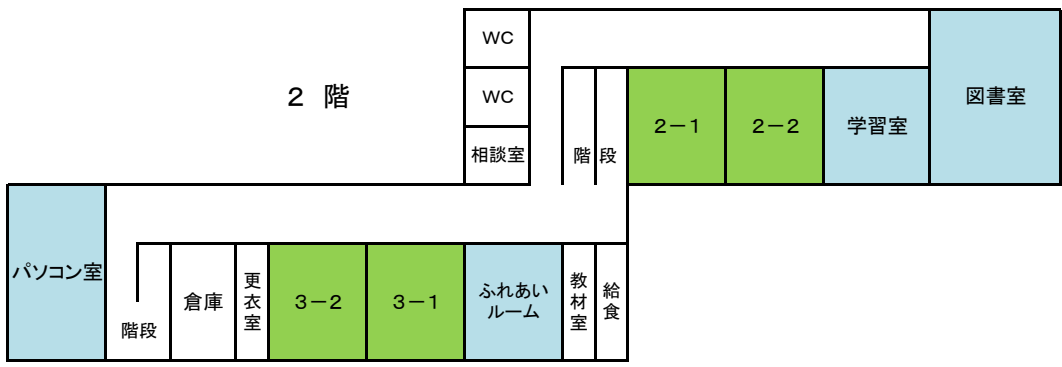 ２ 階
WC
WC
相談室
階 段
２－１
２－２
学習室
図書室
パソコン室
階段
倉庫
更衣室
３－２
３－１
ふれあい
ルーム
教材室
給食